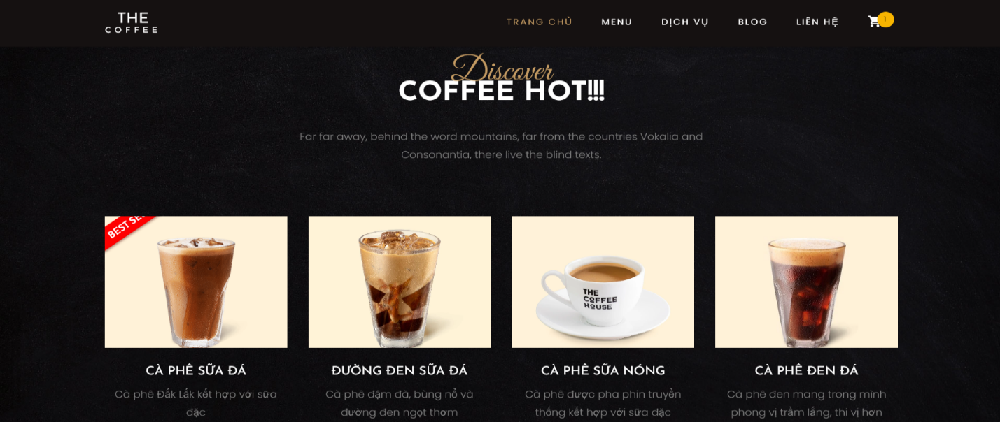 THE
COFFEE
TRANG CHỦ
MENU
DỊCH VỤ
BLOG
LIÊN HỆ
1
Discover
COFFEE HOT!!!
Far far away, behind the word mountains, far from the countries Vokalia and
Consonantia, there live the blind texts.
BEST
THE
COFFEE
HOUSE
CÀ PHÊ SỮA ĐÁ
ĐƯỜNG ĐEN SỮA ĐÁ
CÀ PHÊ SỮA NÓNG
CÀ PHÊ ĐEN ĐÁ
Cà phê Đắk Lắk kết hợp với sữa
đặc
Cà phê đậm đà, bùng nổ và
đường đen ngọt thơm
Cà phê được pha phin truyền
thống kết hợp với sữa đặc
Cà phê đen mang trong mình
phong vị trầm lắng, thi vị hơn